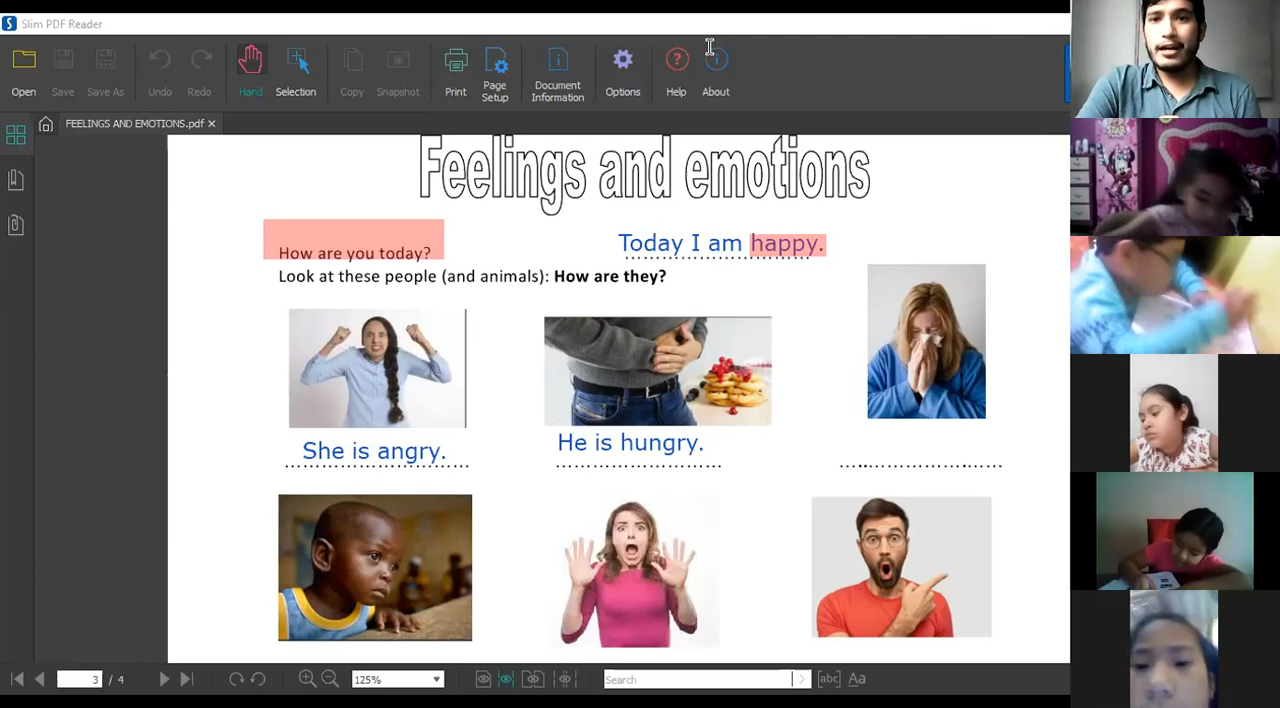 Slim PDF Reader
Open Save Save As Undo Redo Hand Selection Copy Snapshot Print Page Setup Document Information Options Help About
FEELINGS AND EMOTIONS.pdf
Feelings and emotions
How are you today? Today I am happy.
Look at these people (and animals): How are they?
She is angry. He is hungry.
3 / 4 125% Search abc Aa